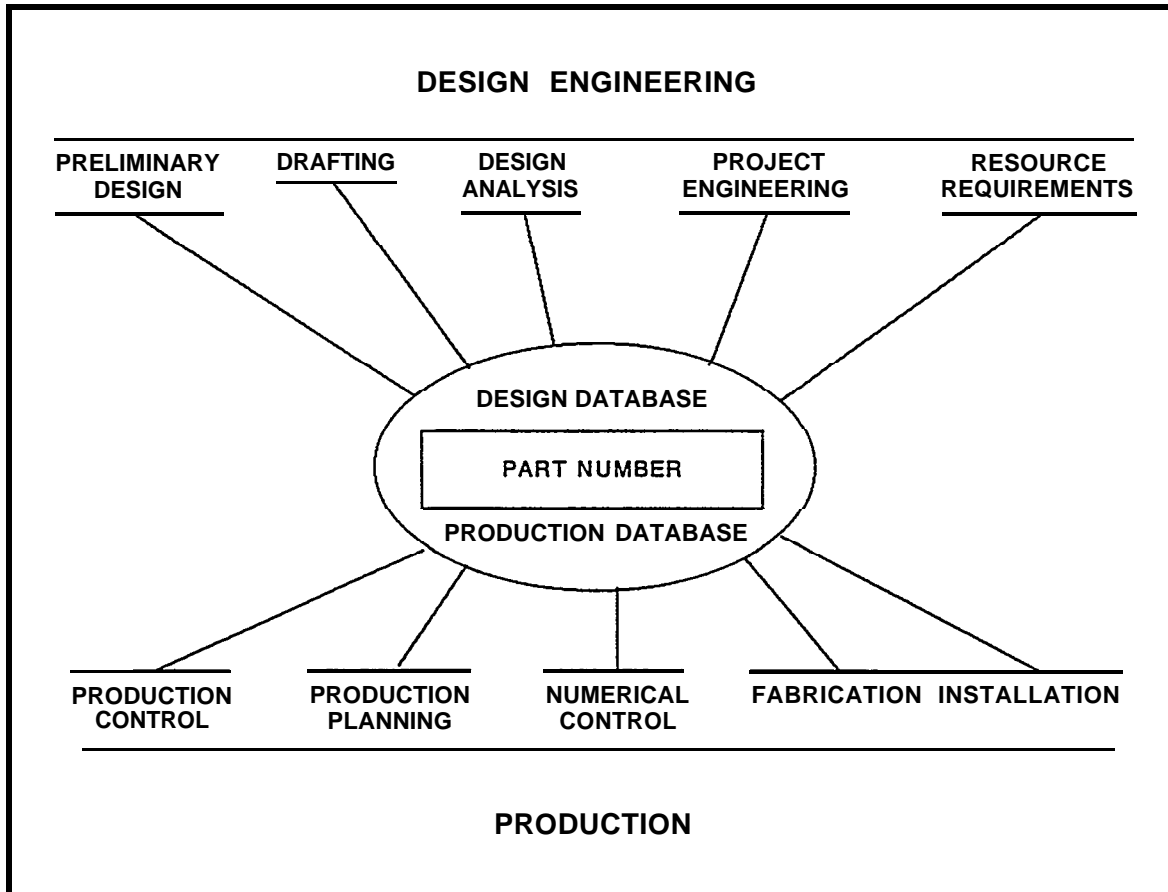 DESIGN ENGINEERING
PRELIMINARY
DESIGN
DRAFTING
DESIGN
ANALYSIS
PROJECT
ENGINEERING
RESOURCE
REQUIREMENTS
DESIGN DATABASE
PART NUMBER
PRODUCTION DATABASE
PRODUCTION
CONTROL
PRODUCTION
PLANNING
NUMERICAL
CONTROL
FABRICATION
INSTALLATION
PRODUCTION